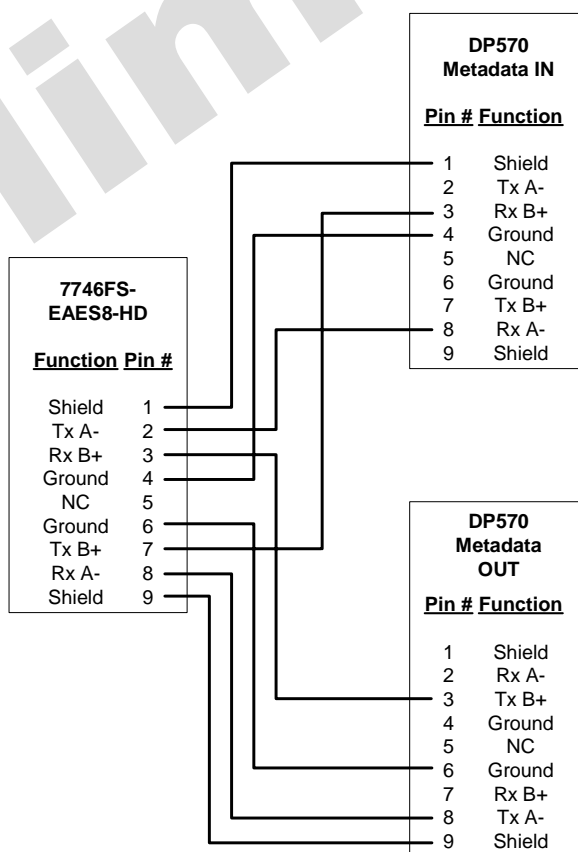 DP570
Metadata IN
Pin # Function
1 Shield
2 Tx A-
3 Rx B+
4 Ground
5 NC
6 Ground
7 Tx B+
8 Rx A-
9 Shield
7746FS-
EAES8-HD
Function Pin #
Shield 1
Tx A- 2
Rx B+ 3
Ground 4
NC 5
Ground 6
Tx B+ 7
Rx A- 8
Shield 9
DP570
Metadata
OUT
Pin # Function
1 Shield
2 Rx A-
3 Tx B+
4 Ground
5 NC
6 Ground
7 Rx B+
8 Tx A-
9 Shield